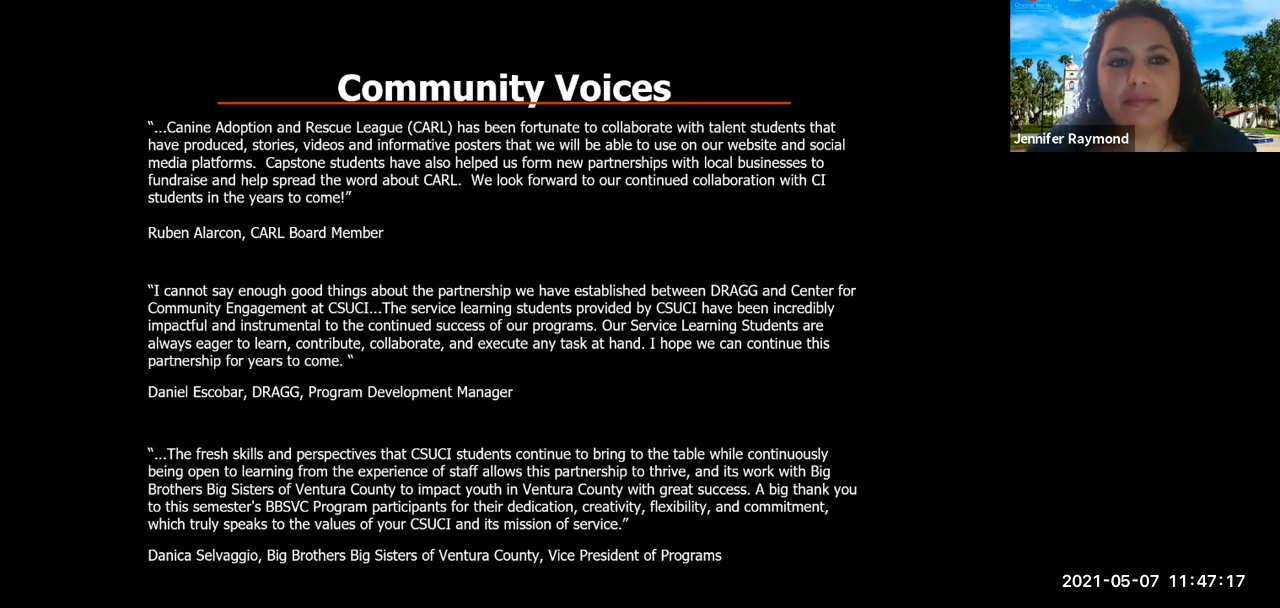 Community Voices
“...Canine Adoption and Rescue League (CARL) has been fortunate to collaborate with talent students that
have produced, stories, videos and informative posters that we will be able to use on our website and social
media platforms.  Capstone students have also helped us form new partnerships with local businesses to
fundraise and help spread the word about CARL.  We look forward to our continued collaboration with CI
students in the years to come!”
Ruben Alarcon, CARL Board Member
“I cannot say enough good things about the partnership we have established between DRAGG and Center for
Community Engagement at CSUCI...The service learning students provided by CSUCI have been incredibly
impactful and instrumental to the continued success of our programs. Our Service Learning Students are
always eager to learn, contribute, collaborate, and execute any task at hand. I hope we can continue this
partnership for years to come. “
Daniel Escobar, DRAGG, Program Development Manager
“...The fresh skills and perspectives that CSUCI students continue to bring to the table while continuously
being open to learning from the experience of staff allows this partnership to thrive, and its work with Big
Brothers Big Sisters of Ventura County to impact youth in Ventura County with great success. A big thank you
to this semester's BBSVC Program participants for their dedication, creativity, flexibility, and commitment,
which truly speaks to the values of your CSUCI and its mission of service.”
Danica Selvaggio, Big Brothers Big Sisters of Ventura County, Vice President of Programs
Jennifer Raymond
2021-05-07 11:47:17